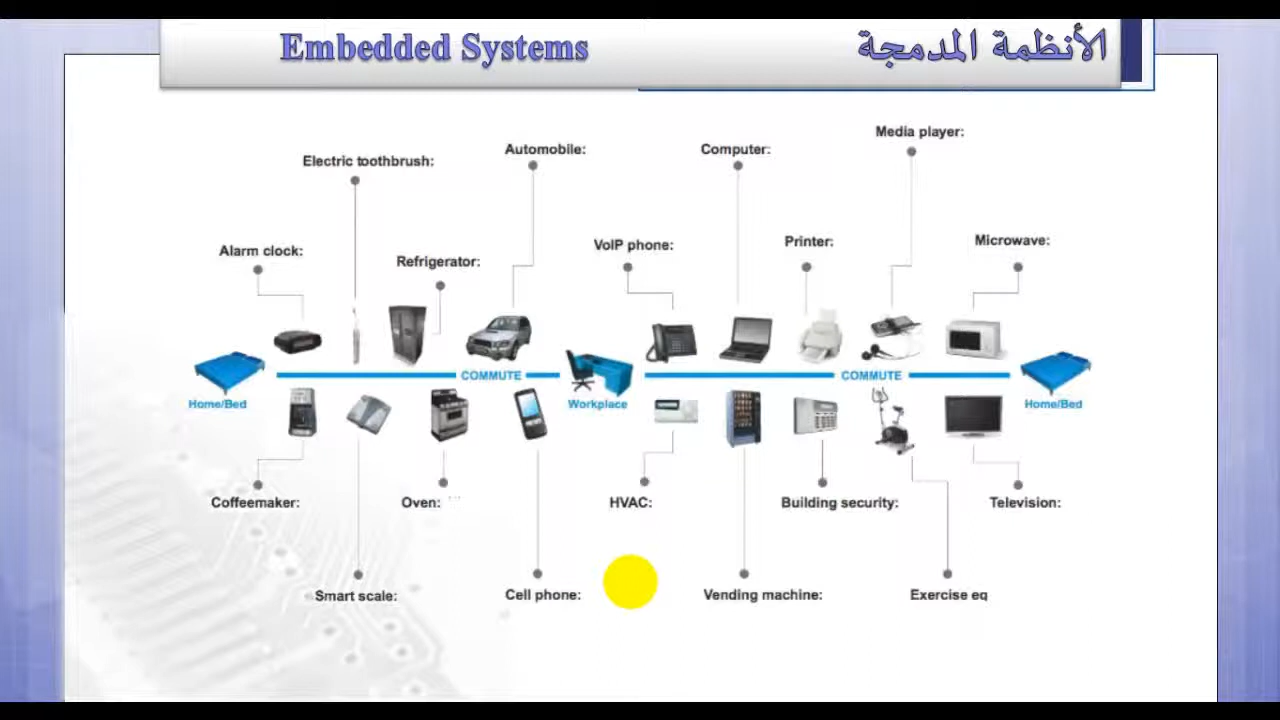 Embedded Systems
الأنظمة المدمجة
Media player:
Automobile:
Computer:
Electric toothbrush:
VoIP phone:
Printer:
Microwave:
Alarm clock:
Refrigerator:
COMMUTE
COMMUTE
Home/Bed
Workplace
Home/Bed
Coffeemaker:
Oven:
HVAC:
Building security:
Television:
Smart scale:
Cell phone:
Vending machine:
Exercise eq